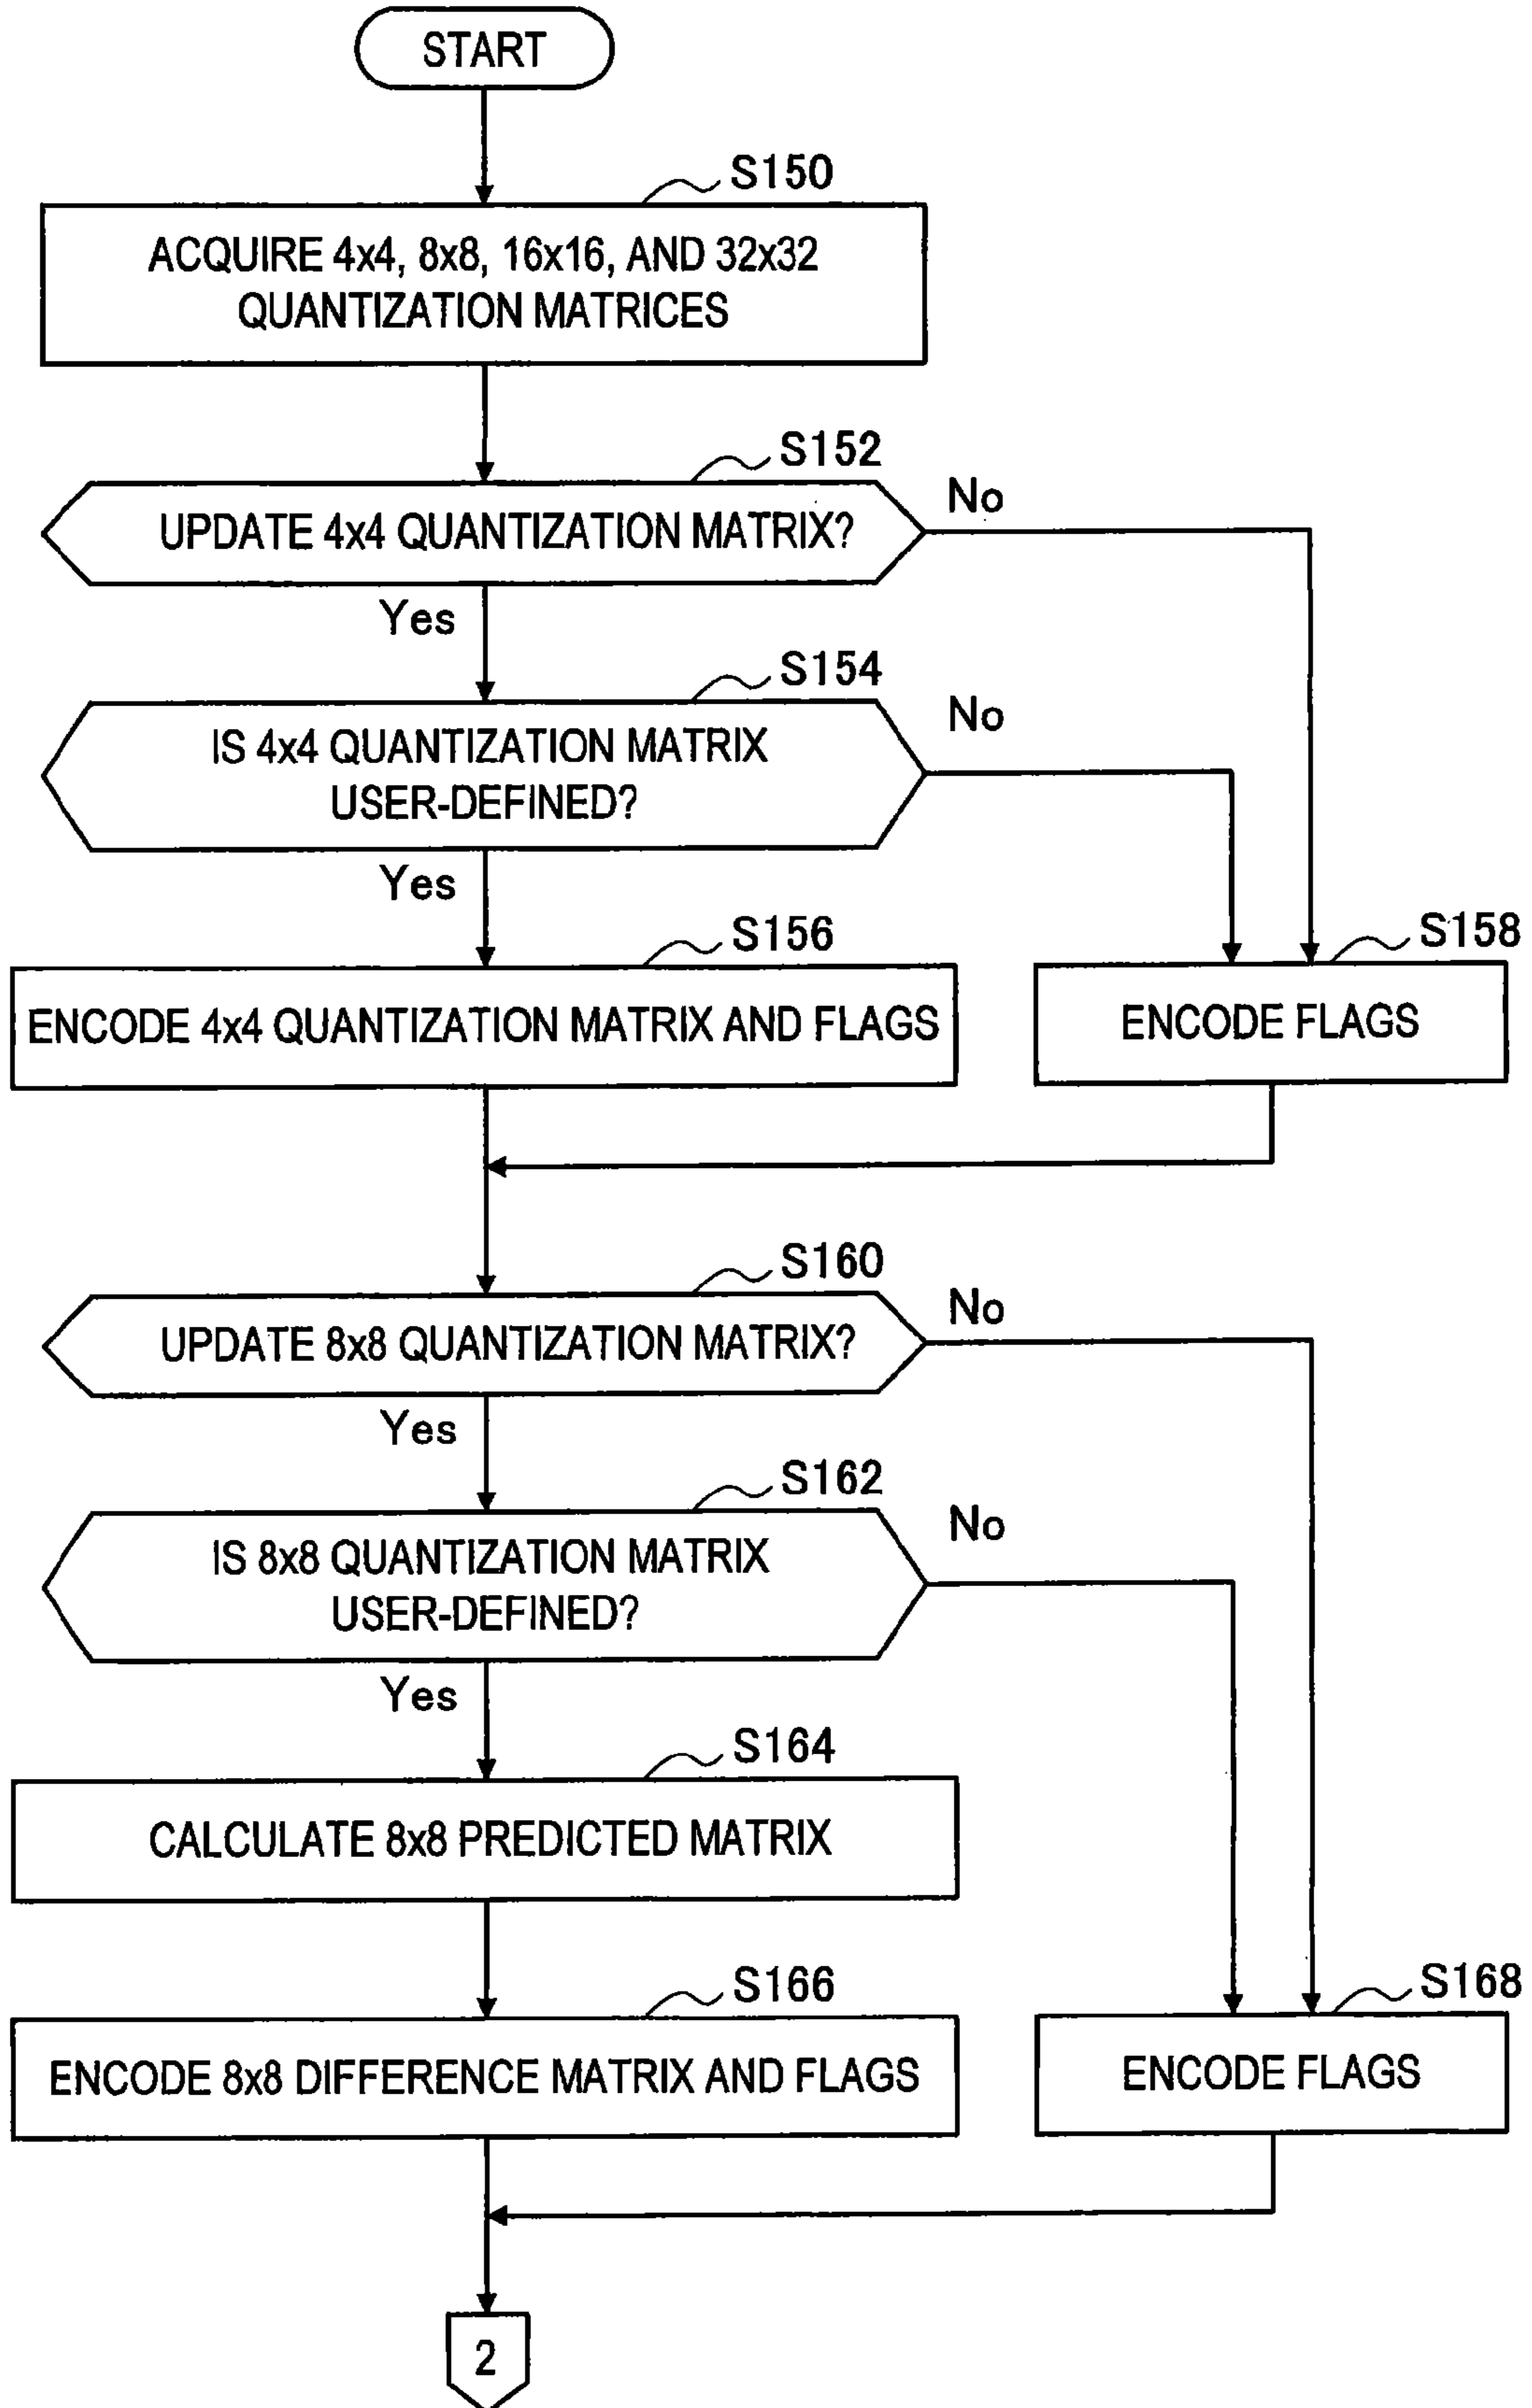 START
S150
ACQUIRE 4x4, 8x8, 16x16, AND 32x32
QUANTIZATION MATRICES
S152
UPDATE 4x4 QUANTIZATION MATRIX?
No
Yes
S154
IS 4x4 QUANTIZATION MATRIX
USER-DEFINED?
No
Yes
S156
ENCODE 4x4 QUANTIZATION MATRIX AND FLAGS
S158
ENCODE FLAGS
S160
UPDATE 8x8 QUANTIZATION MATRIX?
No
Yes
S162
IS 8x8 QUANTIZATION MATRIX
USER-DEFINED?
No
Yes
S164
CALCULATE 8x8 PREDICTED MATRIX
S166
ENCODE 8x8 DIFFERENCE MATRIX AND FLAGS
S168
ENCODE FLAGS
2